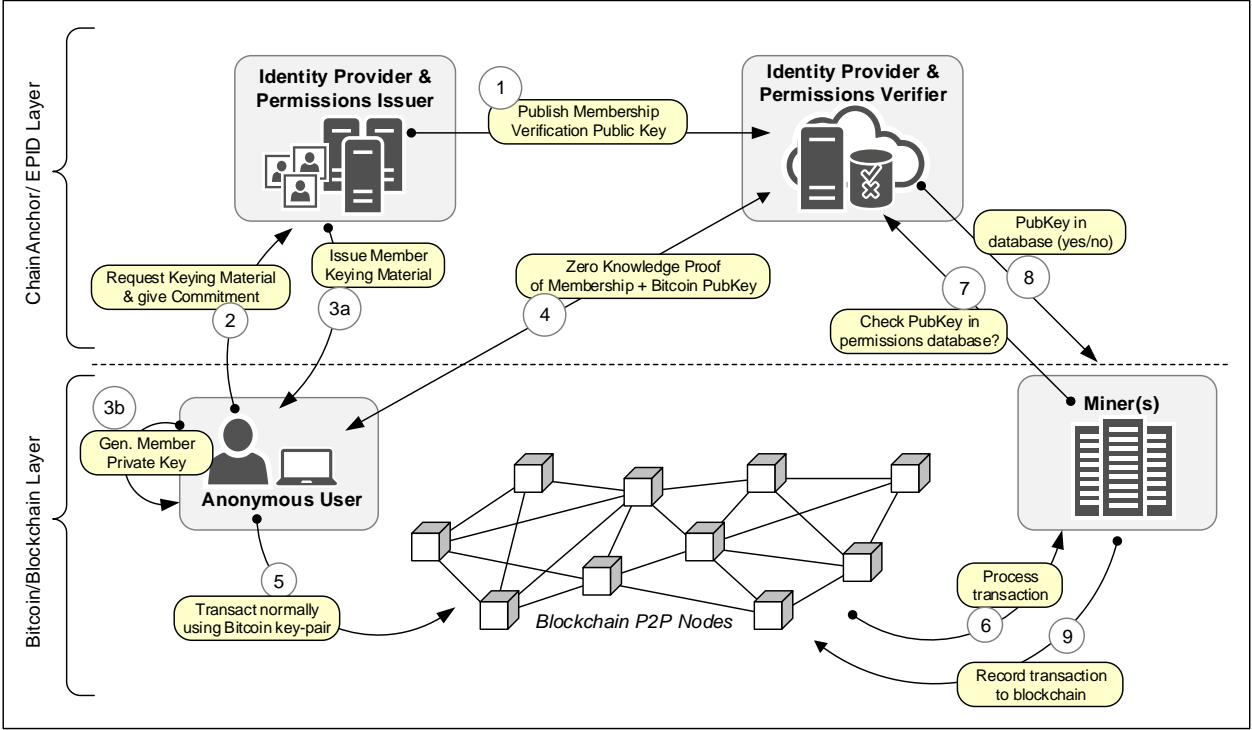 ChainAnchor/ EPID Layer
Identity Provider &
Permissions Issuer
1
Publish Membership
Verification Public Key
Identity Provider &
Permissions Verifier
Request Keying Material
& give Commitment
2
Issue Member
Keying Material
3a
Zero Knowledge Proof
of Membership + Bitcoin PubKey
4
PubKey in
database (yes/no)
8
7
Check PubKey in
permissions database?
Bitcoin/Blockchain Layer
3b
Gen. Member
Private Key
Anonymous User
5
Transact normally
using Bitcoin key-pair
Blockchain P2P Nodes
Miner(s)
Process
transaction
6
9
Record transaction
to blockchain